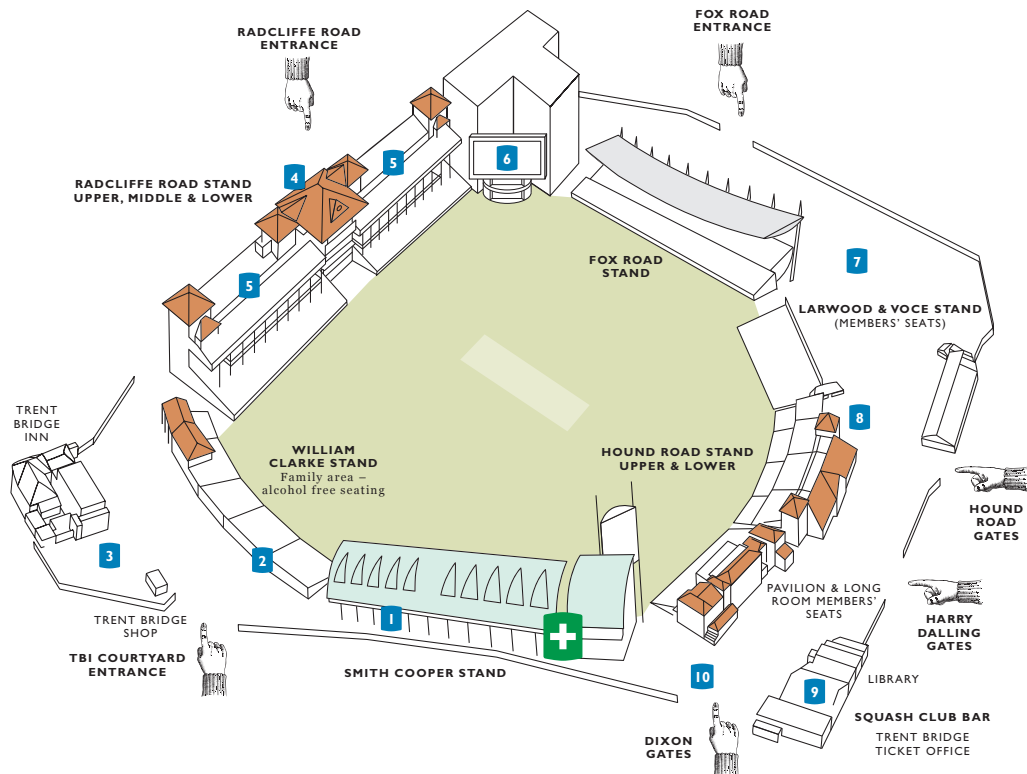 RADCLIFFE ROAD
ENTRANCE
FOX ROAD
ENTRANCE
6
5
4
RADCLIFFE ROAD STAND
UPPER, MIDDLE & LOWER
5
FOX ROAD
STAND
7
LARWOOD & VOCE STAND
(MEMBERS' SEATS)
TRENT
BRIDGE
INN
WILLIAM
CLARKE STAND
Family area –
alcohol free seating
HOUND ROAD STAND
UPPER & LOWER
8
HOUND
ROAD
GATES
3
2
1
TRENT BRIDGE
SHOP
TBI COURTYARD
ENTRANCE
SMITH COOPER STAND
PAVILION & LONG
ROOM MEMBERS'
SEATS
HARRY
DALLING
GATES
10
9
LIBRARY
SQUASH CLUB BAR
TRENT BRIDGE
TICKET OFFICE
DIXON
GATES